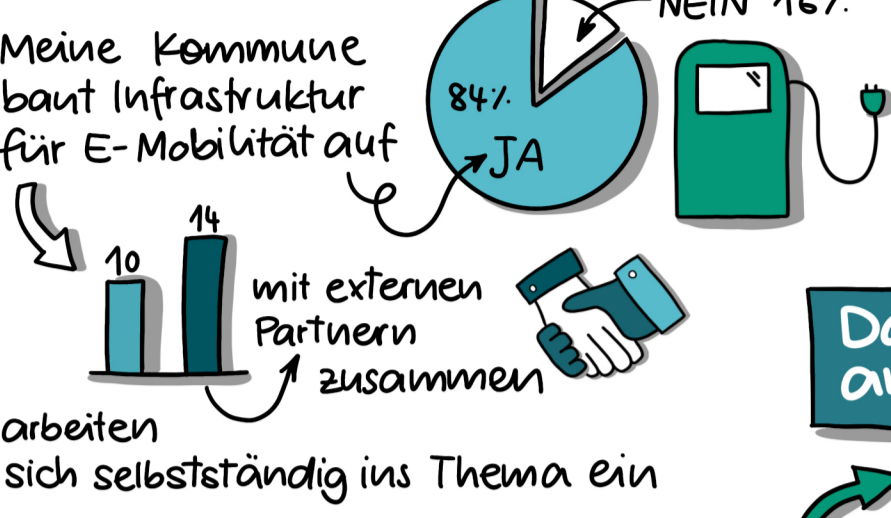 Meine Kommune
baut Infrastruktur
für E-Mobilität auf
NEIN 16%
84%
JA
10
14
mit externen
Partnern
zusammen
arbeiten
sich selbstständig ins Thema ein